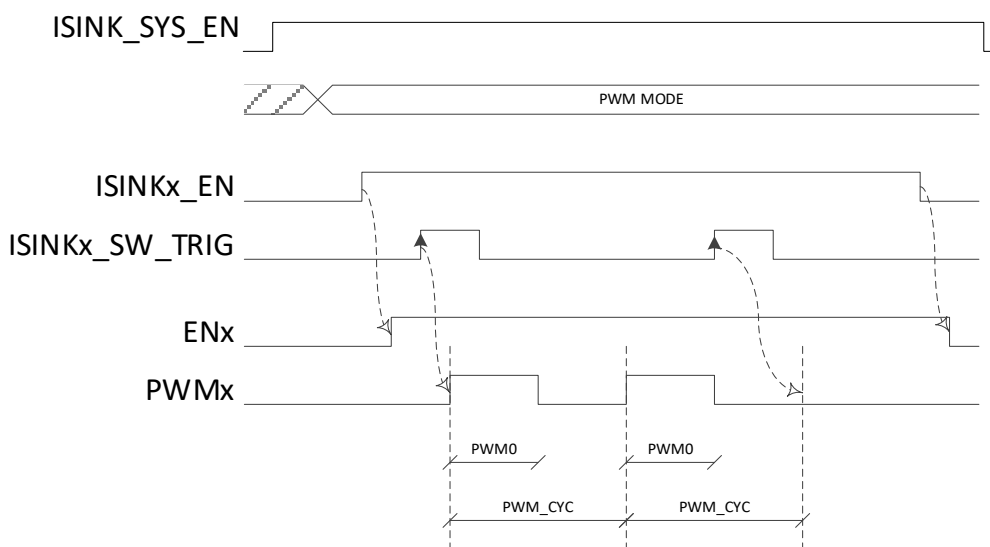 ISINK_SYS_EN
PWM MODE
ISINKx_EN
ISINKx_SW_TRIG
ENx
PWMx
PWM0 PWM0
PWM_CYC PWM_CYC